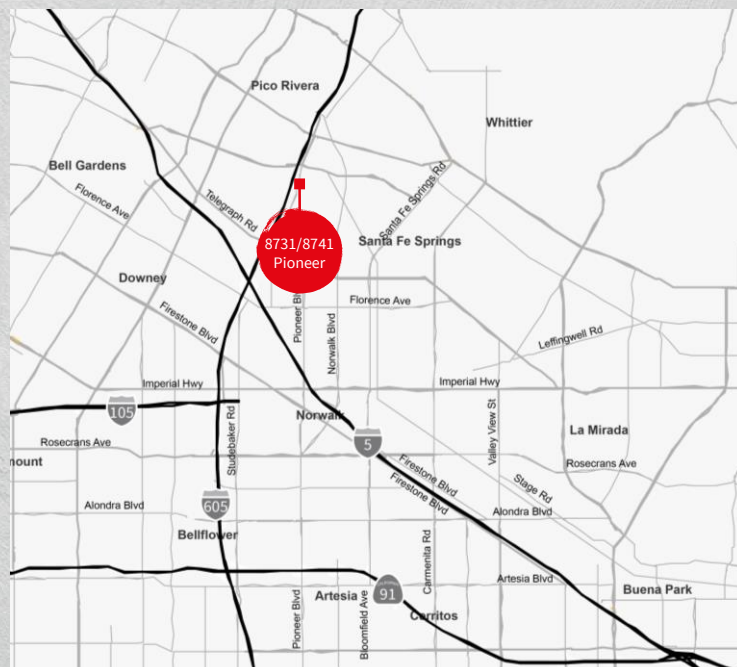 Pico Rivera
Whittier
Bell Gardens
Florence Ave
Telegraph Rd
Santa Fe Springs Rd
8731/8741
Pioneer
Santa Fe Springs
Downey
Firestone Blvd
Pioneer Bl
Norwalk Blvd
Florence Ave
Leffingwell Rd
Imperial Hwy
Imperial Hwy
105
Studebaker Rd
Norwalk
5
Valley View St
La Mirada
Rosecrans Ave
mount
Firestone Blvd
Firestone Blvd
Rosecrans Ave
Stage Rd
605
Alondra Blvd
Alondra Blvd
Bellflower
Carmenita Rd
Artesia Blvd
Pioneer Blvd
Artesia
Bloomfield Ave
91
Cerritos
Buena Park